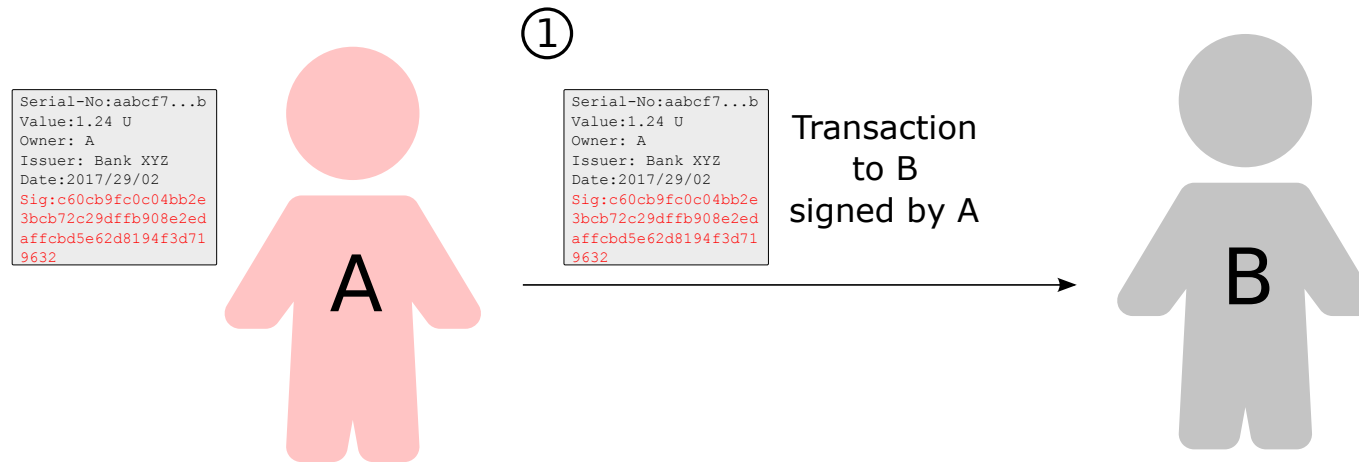 ①
Serial-No:aabcf7...b
Value:1.24 U
Owner: A
Issuer: Bank XYZ
Date:2017/29/02
Sig:c60cb9fc0c04bb2e
3bcb72c29dffb908e2ed
affcbd5e62d8194f3d71
9632
A
Serial-No:aabcf7...b
Value:1.24 U
Owner: A
Issuer: Bank XYZ
Date:2017/29/02
Sig:c60cb9fc0c04bb2e
3bcb72c29dffb908e2ed
affcbd5e62d8194f3d71
9632
Transaction
to B
signed by A
B